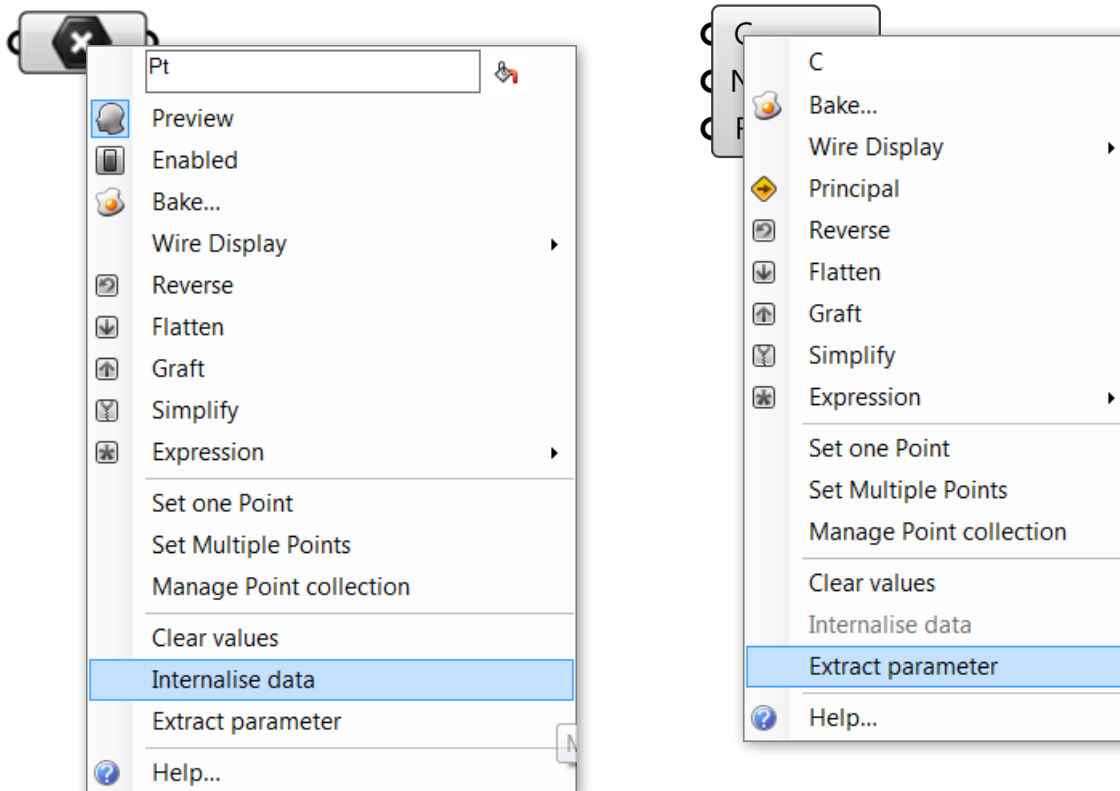 Pt
Preview
Enabled
Bake...
Wire Display
Reverse
Flatten
Graft
Simplify
Expression
Set one Point
Set Multiple Points
Manage Point collection
Clear values
Internalise data
Extract parameter
Help...
C
N
C
Bake...
Wire Display
Principal
Reverse
Flatten
Graft
Simplify
Expression
Set one Point
Set Multiple Points
Manage Point collection
Clear values
Internalise data
Extract parameter
Help...